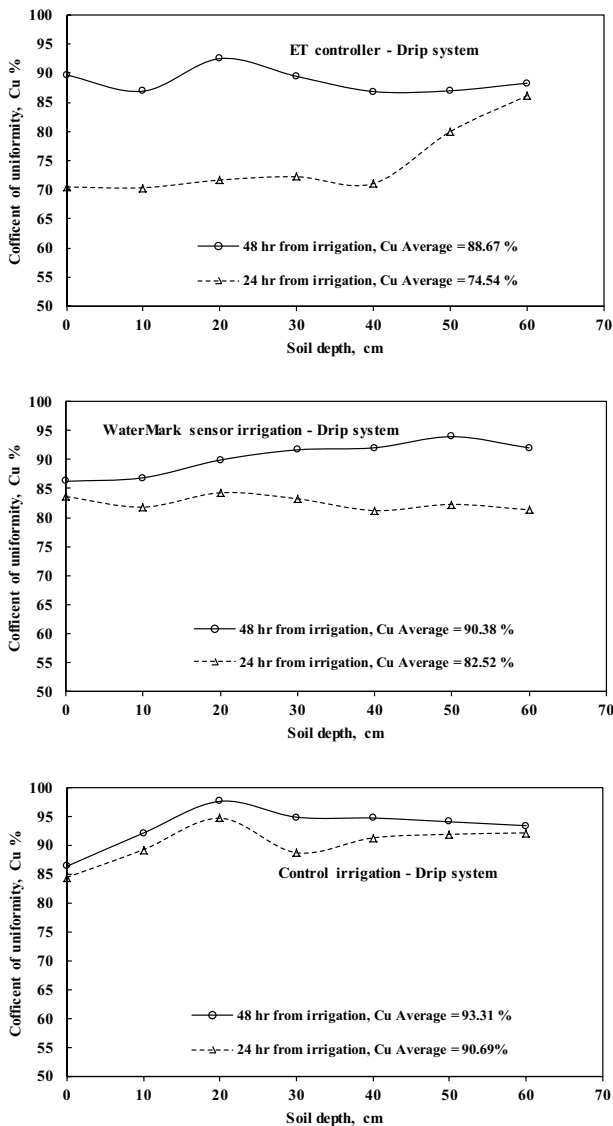 100
ET controller - Drip system
95
90
85
80
75
70
65
60
55
50
Cofficent of uniformity, Cu %
48 hr from irrigation, Cu Average = 88.67 %
24 hr from irrigation, Cu Average = 74.54 %
0 10 20 30 40 50 60 70
Soil depth, cm
100
95
WaterMark sensor irrigation - Drip system
90
85
80
75
70
65
60
55
50
Cofficent of uniformity, Cu %
48 hr from irrigation, Cu Average = 90.38 %
24 hr from irrigation, Cu Average = 82.52 %
0 10 20 30 40 50 60 70
Soil depth, cm
100
95
90
85
80
75
70
65
60
55
50
Cofficent of uniformity, Cu %
Control irrigation - Drip system
48 hr from irrigation, Cu Average = 93.31 %
24 hr from irrigation, Cu Average = 90.69%
0 10 20 30 40 50 60 70
Soil depth, cm